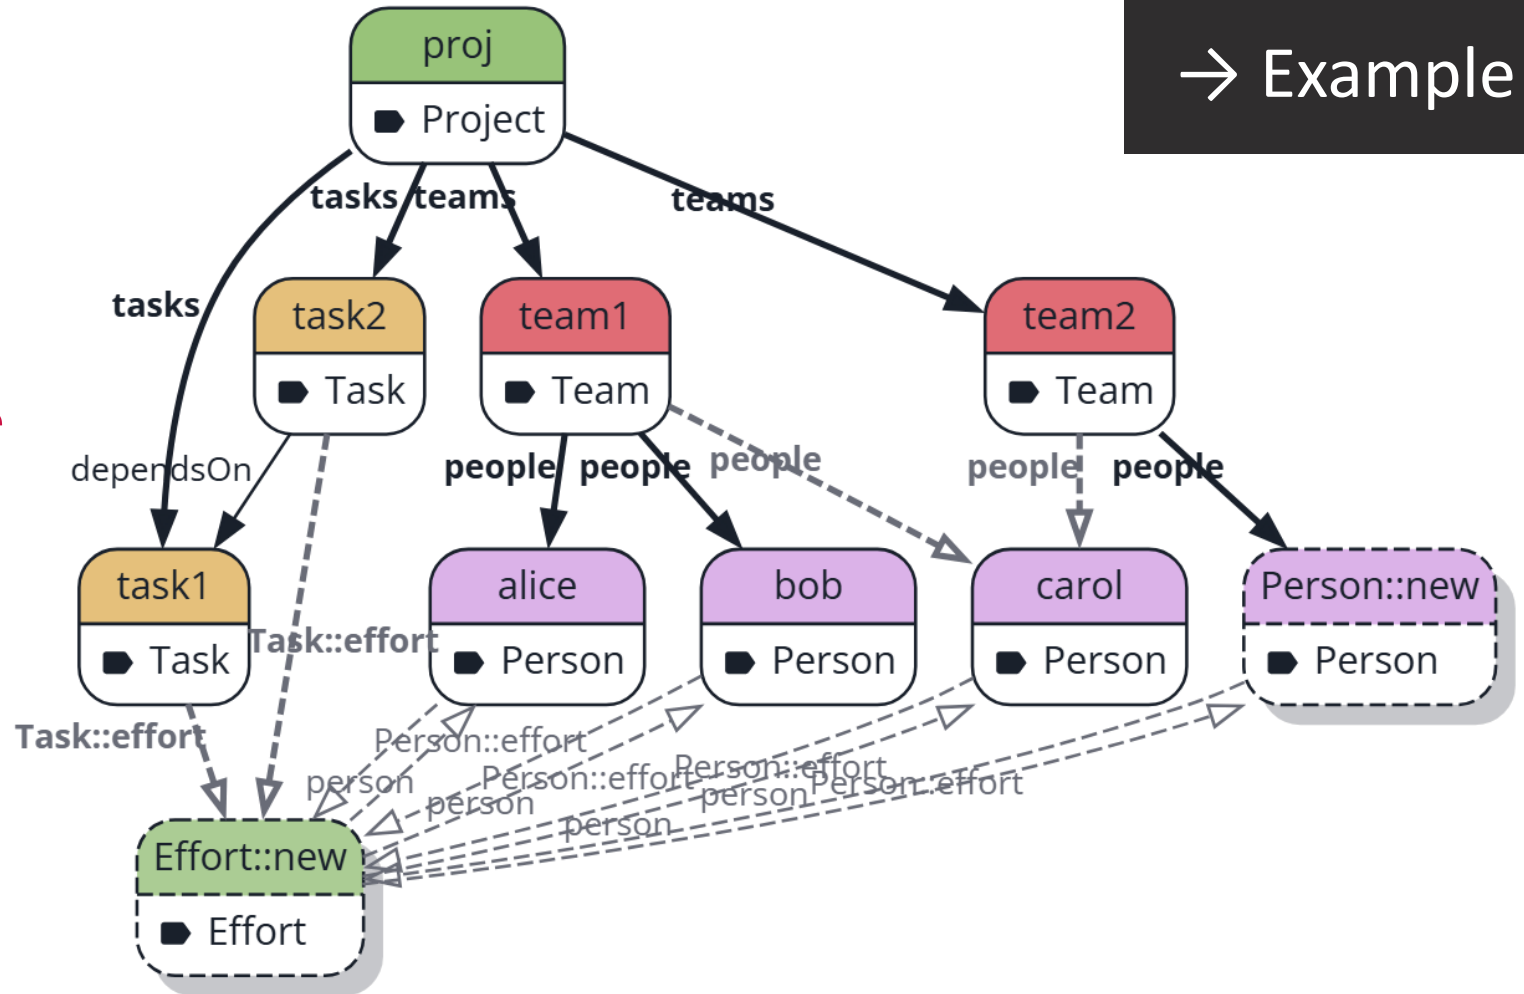 proj
Project
→ Example
tasks
teams
teams
tasks
task2
Task
team1
Team
team2
Team
dependsOn
people
people
people
people
people
task1
Task
alice
Person
bob
Person
carol
Person
Person::new
Person
Task::effort
Task::effort
Person::effort
Person::effort
Person::effort
Person::effort
person
person
person
person
Effort::new
Effort